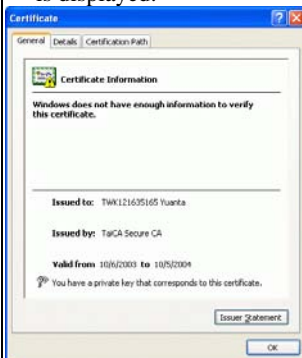 is displayed.
Certificate
General Details Certification Path
Certificate Information
Windows does not have enough information to verify
this certificate.
Issued to: TWK121635165 Yuanta
Issued by: TaiCA Secure CA
Valid from 10/6/2003 to 10/5/2004
You have a private key that corresponds to this certificate.
Issuer Statement
OK